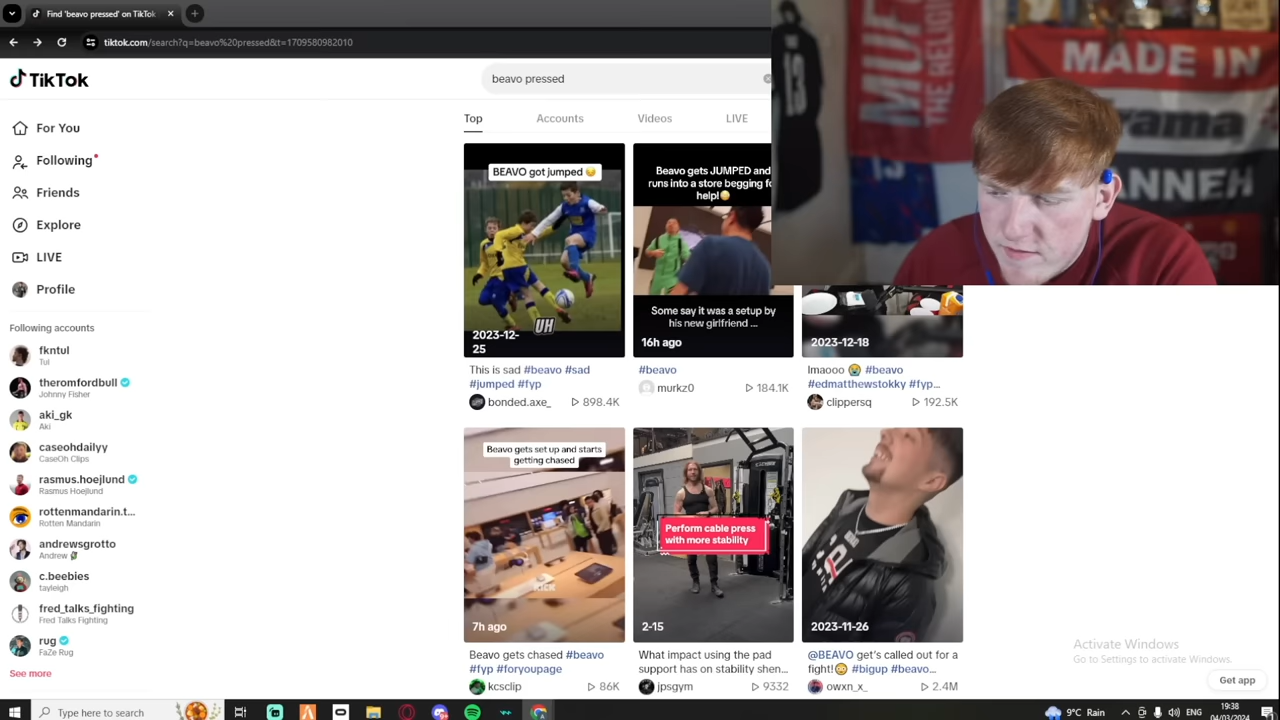 Find 'beavo pressed' on TikTok
tiktok.com/search?q=beavo%20pressed&t=1709580982010
TikTok
beavo pressed
Top
Accounts
Videos
LIVE
For You
Following
Friends
Explore
LIVE
Profile
Following accounts
fkntul
Tul
theromfordbull
Johnny Fisher
aki_gk
Aki
caseohdailyy
CaseOh Clips
rasmus.hoejlund
Rasmus Hoejlund
rottenmandarin.t...
Rotten Mandarin
andrewsgrotto
Andrew
c.beebies
tayleigh
fred_talks_fighting
Fred Talks Fighting
rug
FaZe Rug
See more
BEAVO got jumped
UH
2023-12-
25
This is sad #beavo #sad
#jumped #fyp
bonded.axe_ 898.4K
Beavo gets JUMPED and
runs into a store begging fo
help!
Some say it was a setup by
his new girlfriend ...
16h ago
#beavo
murkz0 184.1K
2023-12-18
lmaooo #beavo
#edmatthewstokky #fyp...
clippersq 192.5K
Beavo gets set up and starts
getting chased
KICK
7h ago
Beavo gets chased #beavo
#fyp #foryoupage
kcsclip 86K
Perform cable press
with more stability
2-15
What impact using the pad
support has on stability shen...
jpsgym 9332
2023-11-26
@BEAVO get's called out for a
fight! #bigup #beavo...
owxn_x_ 2.4M
13
MUF
THE RELIGION
MADE IN
rama
ANNEH
Activate Windows
Go to Settings to activate Windows.
Get app
Type here to search
9°C Rain
ENG
19:38
04/03/2024